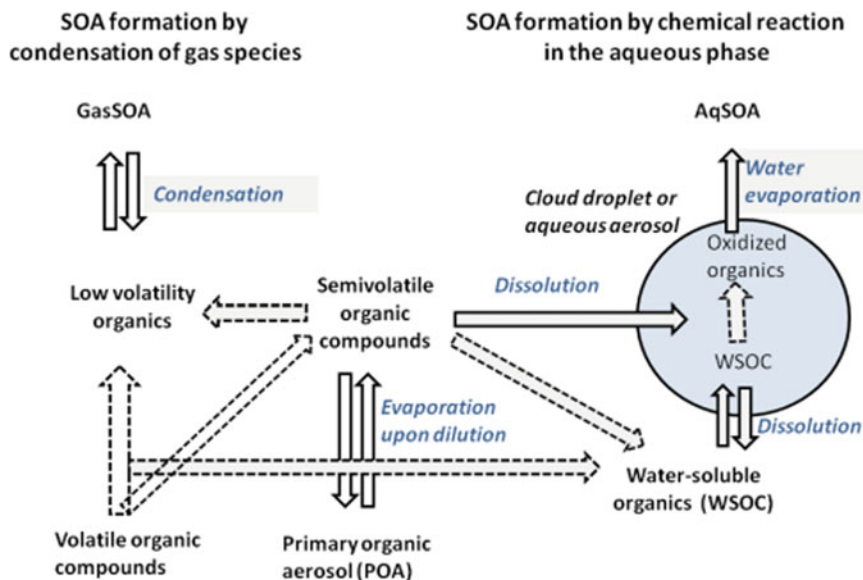 SOA formation by
condensation of gas species
SOA formation by chemical reaction
in the aqueous phase
GasSOA
AqSOA
Condensation
Water
evaporation
Cloud droplet or
aqueous aerosol
Oxidized
organics
Low volatility
organics
Semivolatile
organic
compounds
Dissolution
WSOC
Evaporation
upon dilution
Dissolution
Water-soluble
organics (WSOC)
Volatile organic
compounds
Primary organic
aerosol (POA)